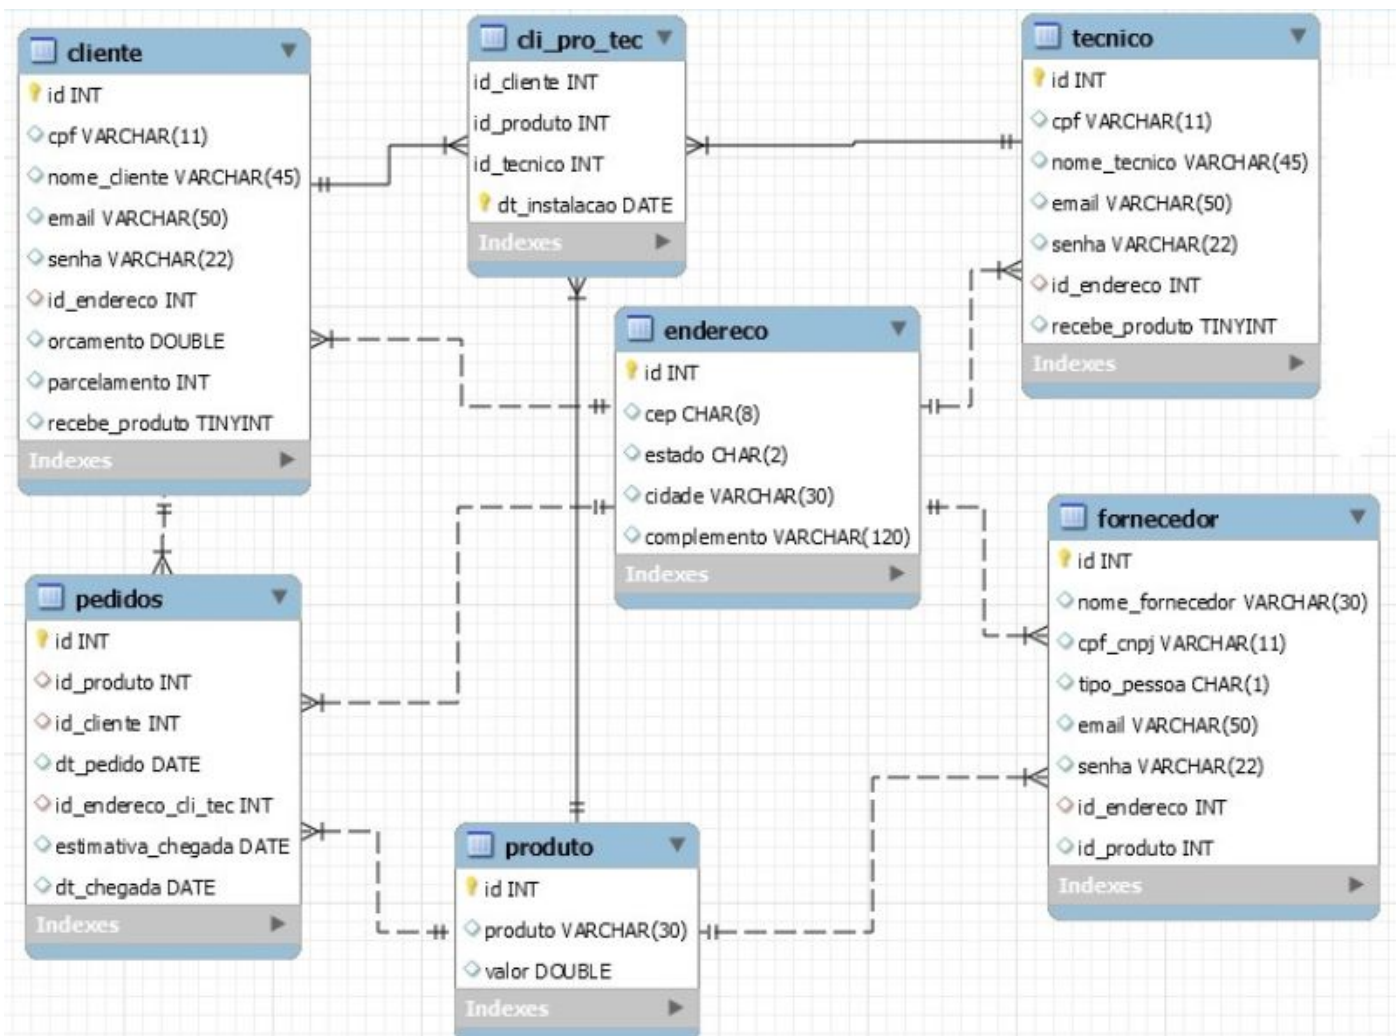 cliente
id INT
cpf VARCHAR(11)
nome_cliente VARCHAR(45)
email VARCHAR(50)
senha VARCHAR(22)
id_endereco INT
orcamento DOUBLE
parcelamento INT
recebe_produto TINYINT
Indexes
cli_pro_tec
id_cliente INT
id_produto INT
id_tecnico INT
dt_instalacao DATE
Indexes
tecnico
id INT
cpf VARCHAR(11)
nome_tecnico VARCHAR(45)
email VARCHAR(50)
senha VARCHAR(22)
id_endereco INT
recebe_produto TINYINT
Indexes
endereco
id INT
cep CHAR(8)
estado CHAR(2)
cidade VARCHAR(30)
complemento VARCHAR(120)
Indexes
pedidos
id INT
id_produto INT
id_cliente INT
dt_pedido DATE
id_endereco_cli_tec INT
estimativa_chegada DATE
dt_chegada DATE
Indexes
fornecedor
id INT
nome_fornecedor VARCHAR(30)
cpf_cnpj VARCHAR(11)
tipo_pessoa CHAR(1)
email VARCHAR(50)
senha VARCHAR(22)
id_endereco INT
id_produto INT
Indexes
produto
id INT
produto VARCHAR(30)
valor DOUBLE
Indexes